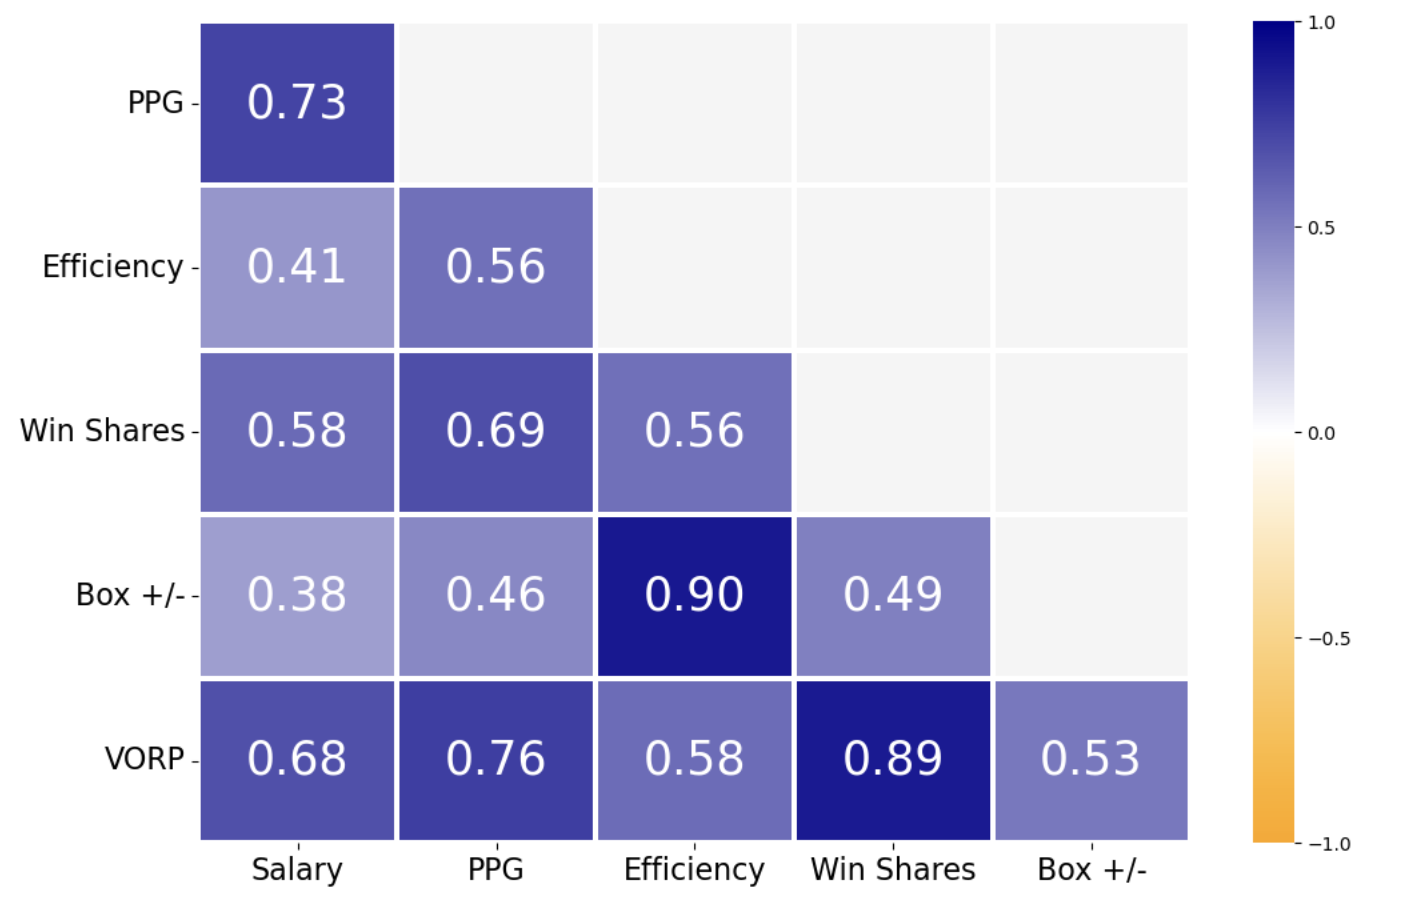 PPG 0.73
Efficiency 0.41 0.56
Win Shares 0.58 0.69 0.56
Box +/- 0.38 0.46 0.90 0.49
VORP 0.68 0.76 0.58 0.89 0.53
Salary PPG Efficiency Win Shares Box +/-
1.0
0.5
0.0
−0.5
−1.0